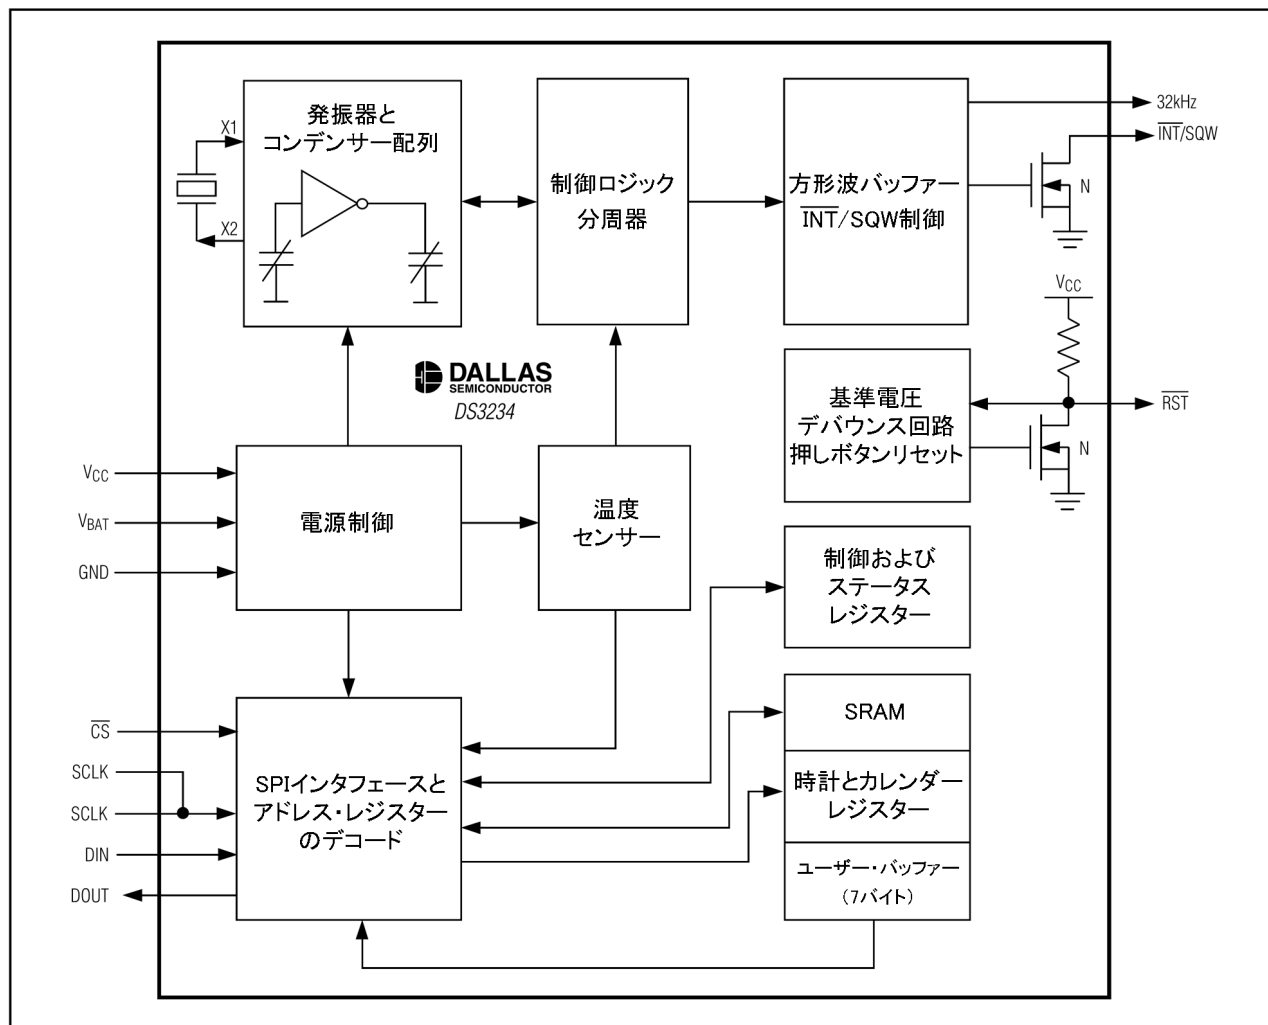 発振器と
コンデンサー配列
X1
X2
制御ロジック
分周器
方形波バッファー
INT/SQW制御
32kHz
INT/SQW
N
VCC
DALLAS
SEMICONDUCTOR
DS3234
基準電圧
デバウンス回路
押しボタンリセット
RST
N
VCC
VBAT
GND
電源制御
温度
センサー
制御および
ステータス
レジスター
CS
SCLK
SCLK
DIN
DOUT
SPIインタフェースと
アドレス・レジスター
のデコード
SRAM
時計とカレンダー
レジスター
ユーザー・バッファー
(7バイト)